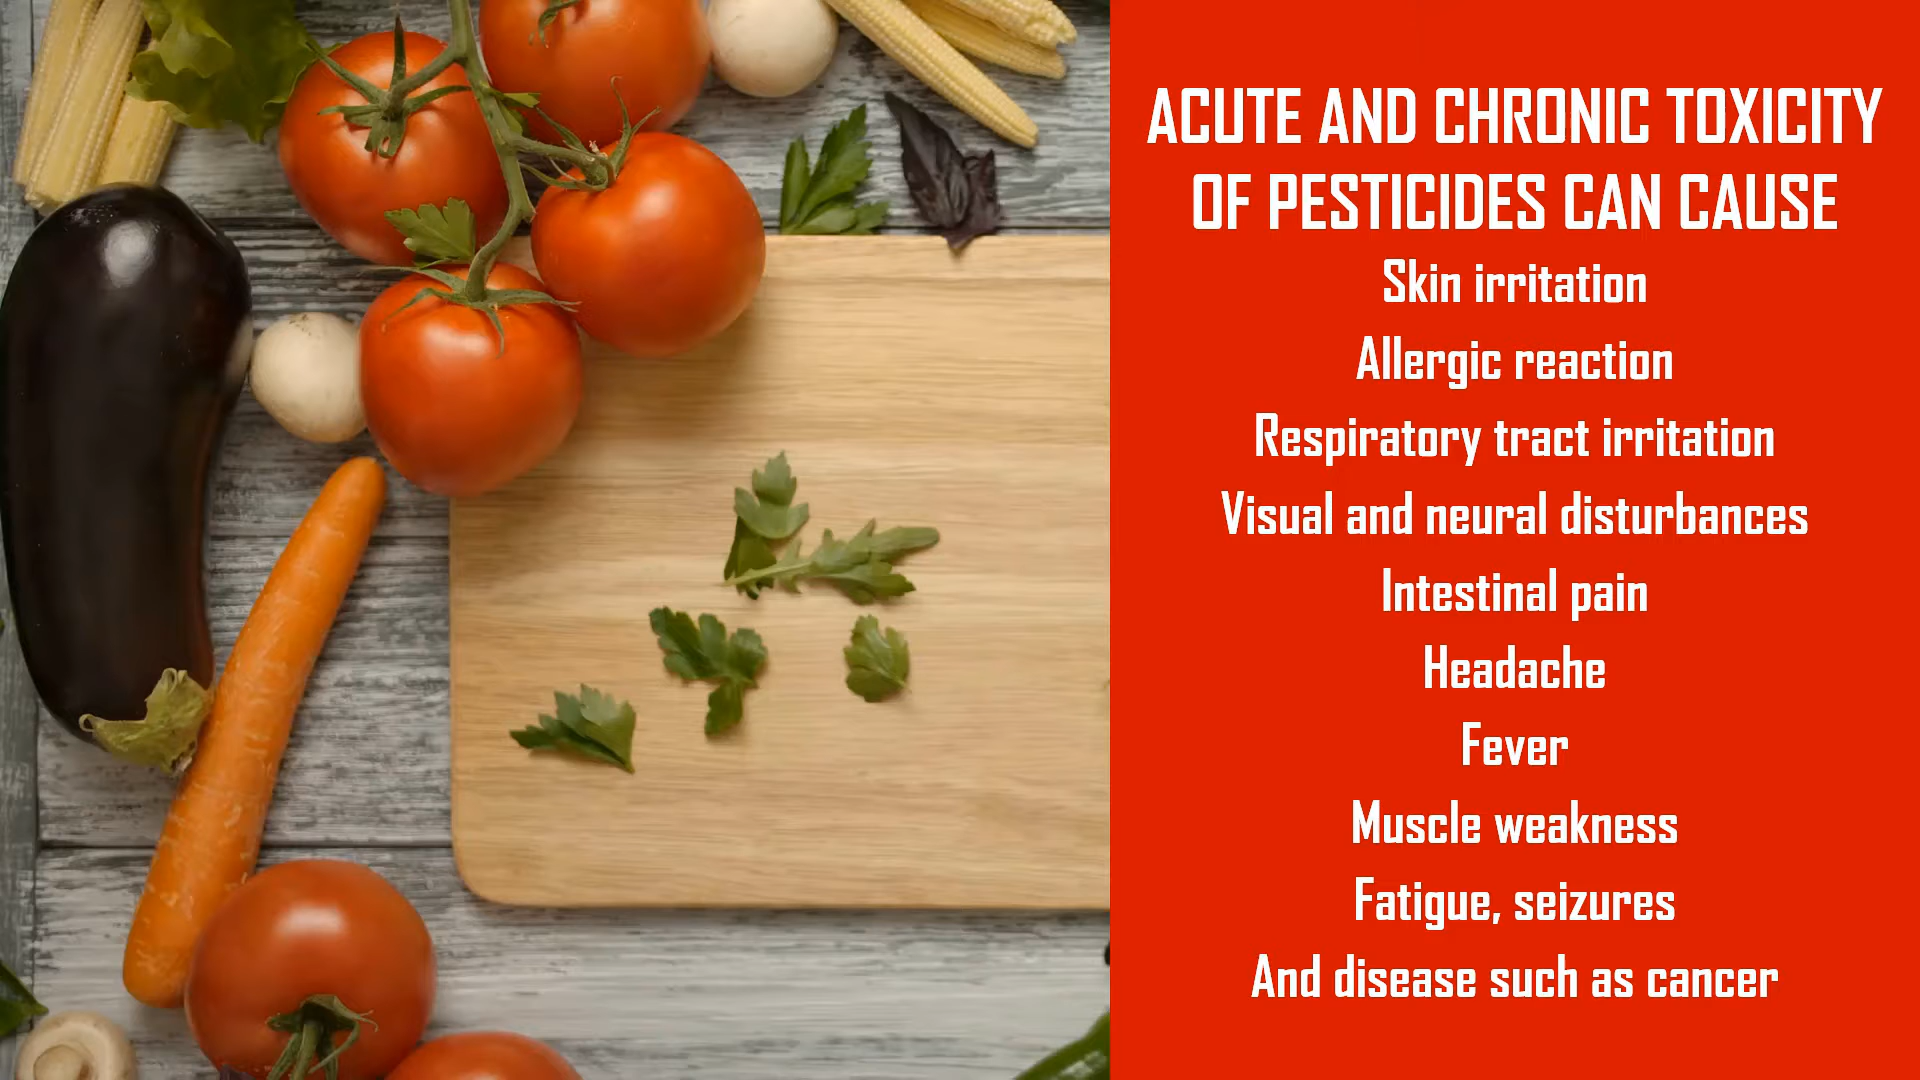 ACUTE AND CHRONIC TOXICITY
OF PESTICIDES CAN CAUSE
Skin irritation
Allergic reaction
Respiratory tract irritation
Visual and neural disturbances
Intestinal pain
Headache
Fever
Muscle weakness
Fatigue, seizures
And disease such as cancer